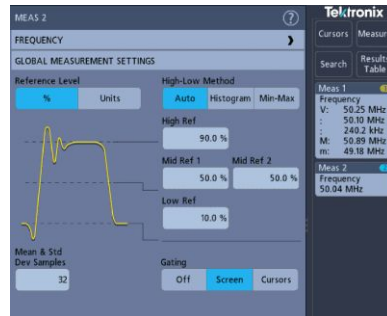 MEAS 2
?
FREQUENCY
GLOBAL MEASUREMENT SETTINGS
Reference Level
% Units
High-Low Method
Auto Histogram Min-Max
High Ref
90.0 %
Mid Ref 1 Mid Ref 2
50.0 % 50.0 %
Low Ref
10.0 %
Mean & Std
Dev Samples
32
Gating
Off Screen Cursors
Tektronix
Cursors Measur
Search Results
Table
Meas 1
Frequency
V: 50.25 MHz
: 50.10 MHz
: 240.2 kHz
M: 50.89 MHz
m: 49.18 MHz
Meas 2
Frequency
50.04 MHz